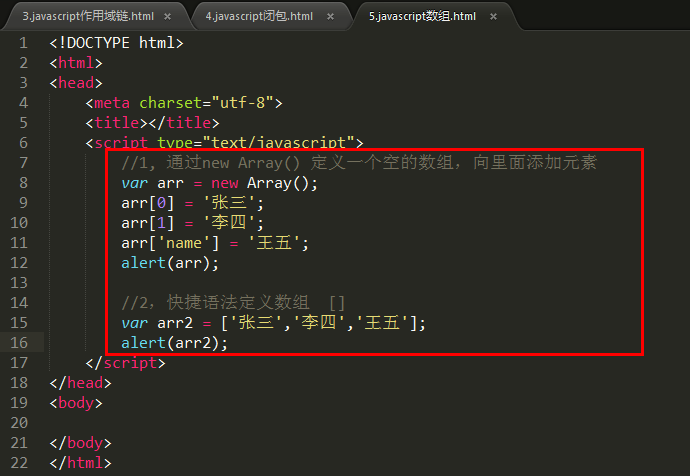 3.javascript作用域链.html × 4.javascript闭包.html × 5.javascript数组.html ×
1 <!DOCTYPE html>
2 <html>
3 <head>
4 <meta charset="utf-8">
5 <title></title>
6 <script type="text/javascript">
7 //1, 通过new Array() 定义一个空的数组，向里面添加元素
8 var arr = new Array();
9 arr[0] = '张三';
10 arr[1] = '李四';
11 arr['name'] = '王五';
12 alert(arr);
13
14 //2，快捷语法定义数组 []
15 var arr2 = ['张三','李四','王五'];
16 alert(arr2);
17 </script>
18 </head>
19 <body>
20
21 </body>
22 </html>